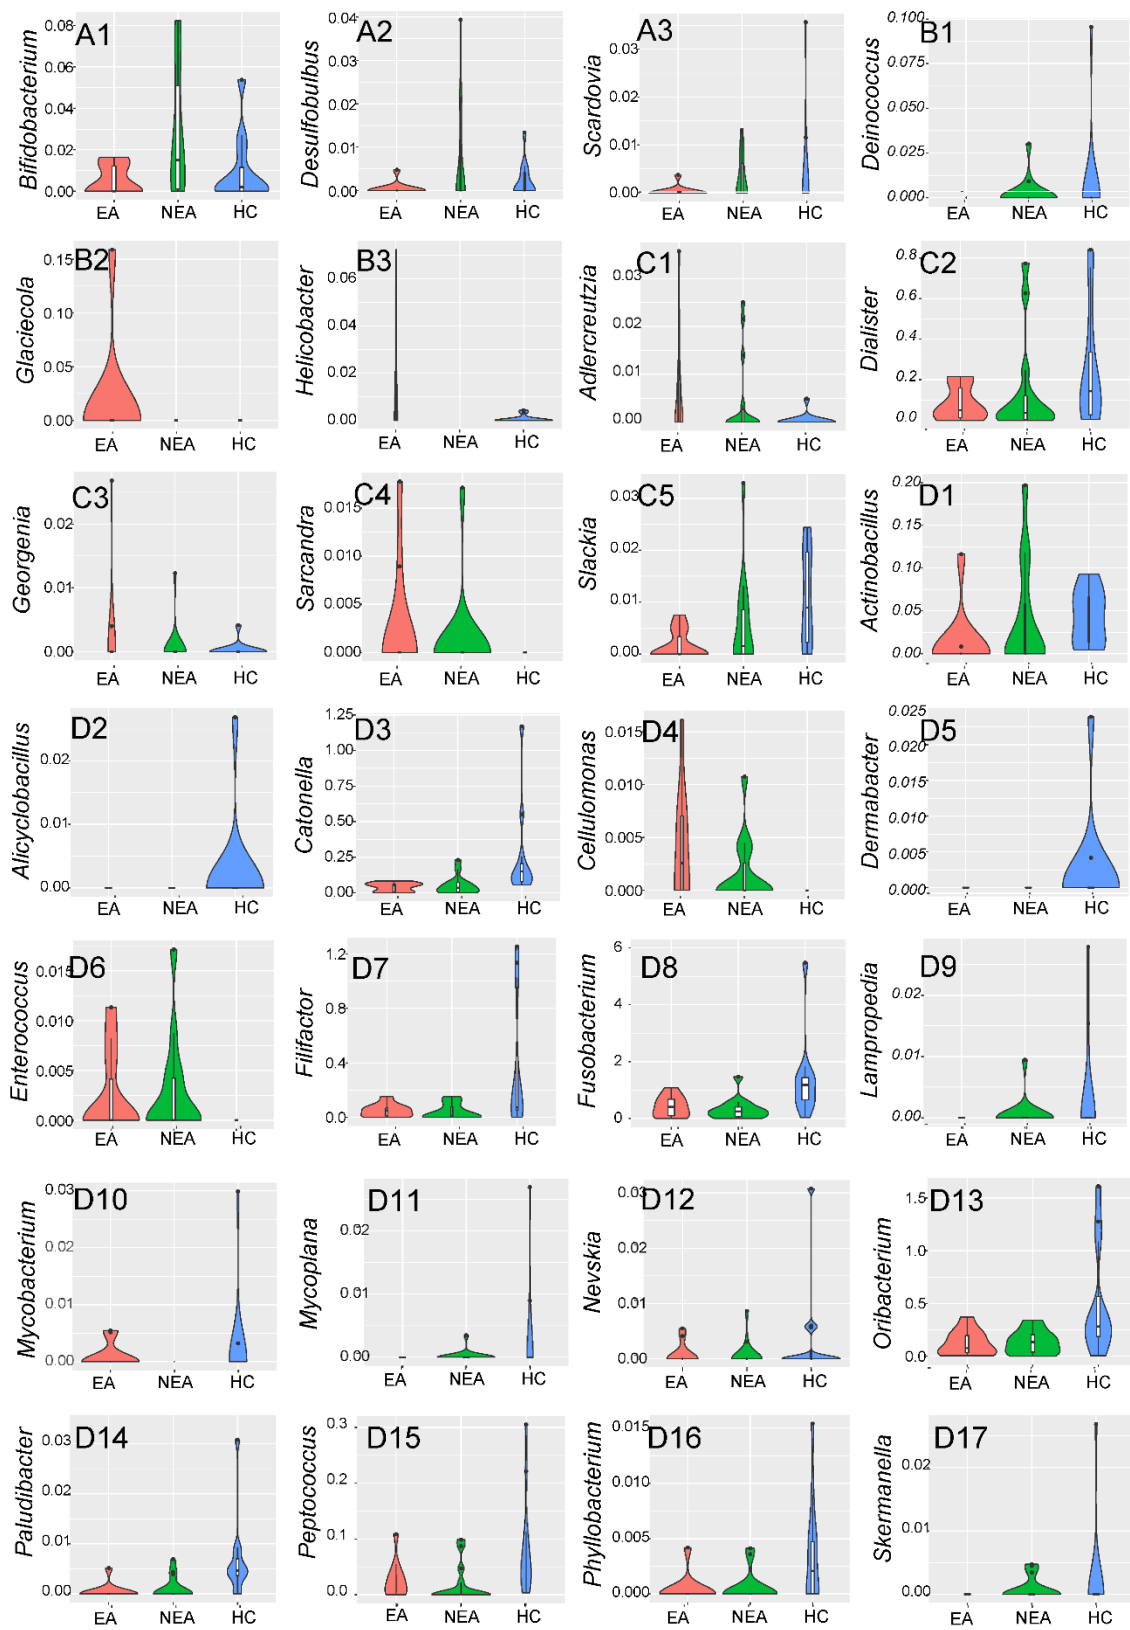 Bifidobacterium
A1
0.08
0.06
0.04
0.02
0.00
EA NEA HC
Desulfobulbus
A2
0.04
0.03
0.02
0.01
0.00
EA NEA HC
Scardovia
A3
0.03
0.02
0.01
0.00
EA NEA HC
Deinococcus
B1
0.100
0.075
0.050
0.025
0.000
EA NEA HC
Glaciecola
B2
0.15
0.10
0.05
0.00
EA NEA HC
Helicobacter
B3
0.06
0.04
0.02
0.00
EA NEA HC
Adlercreutzia
C1
0.03
0.02
0.01
0.00
EA NEA HC
Dialister
C2
0.8
0.6
0.4
0.2
0.0
EA NEA HC
Georgenia
C3
0.02
0.01
0.00
EA NEA HC
Sarcandra
C4
0.015
0.010
0.005
0.000
EA NEA HC
Slackia
C5
0.03
0.02
0.01
0.00
EA NEA HC
Actinobacillus
D1
0.20
0.15
0.10
0.05
0.00
EA NEA HC
Alicyclobacillus
D2
0.02
0.01
0.00
EA NEA HC
Catonella
D3
1.25
1.00
0.75
0.50
0.25
0.00
EA NEA HC
Cellulomonas
D4
0.015
0.010
0.005
0.000
EA NEA HC
Dermabacter
D5
0.025
0.020
0.015
0.010
0.005
0.000
EA NEA HC
Enterococcus
D6
0.015
0.010
0.005
0.000
EA NEA HC
Filifactor
D7
1.2
0.8
0.4
0.0
EA NEA HC
Fusobacterium
D8
6
4
2
0
EA NEA HC
Lampropedia
D9
0.02
0.01
0.00
EA NEA HC
Mycobacterium
D10
0.03
0.02
0.01
0.00
EA NEA HC
Mycoplana
D11
0.02
0.01
0.00
EA NEA HC
Nevskia
D12
0.03
0.02
0.01
0.00
EA NEA HC
Oribacterium
D13
1.5
1.0
0.5
0.0
EA NEA HC
Paludibacter
D14
0.03
0.02
0.01
0.00
EA NEA HC
Peptococcus
D15
0.3
0.2
0.1
0.0
EA NEA HC
Phyllobacterium
D16
0.015
0.010
0.005
0.000
EA NEA HC
Skermanella
D17
0.02
0.01
0.00
EA NEA HC